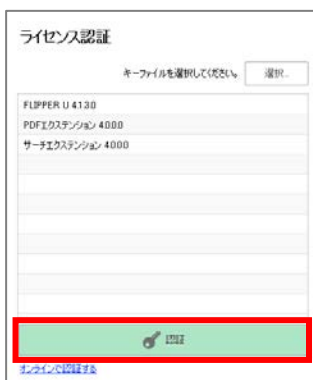 ライセンス認証
キーファイルを選択してください。 選択...
FLIPPER U 4.13.0
PDFエクステンション 4.0.0.0
サーチエクステンション 4.0.0.0
認証
オンラインで認証する